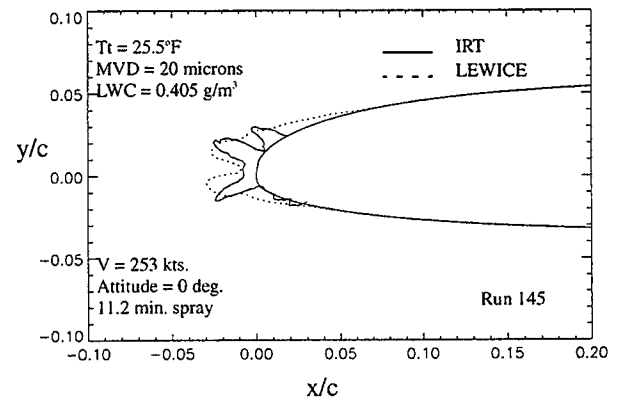 0.10
Tt = 25.5°F
MVD = 20 microns
LWC = 0.405 g/m³
IRT
LEWICE
0.05
y/c
0.00
-0.05
V = 253 kts.
Attitude = 0 deg.
11.2 min. spray
Run 145
-0.10
-0.10
-0.05
0.00
0.05
0.10
0.15
0.20
x/c